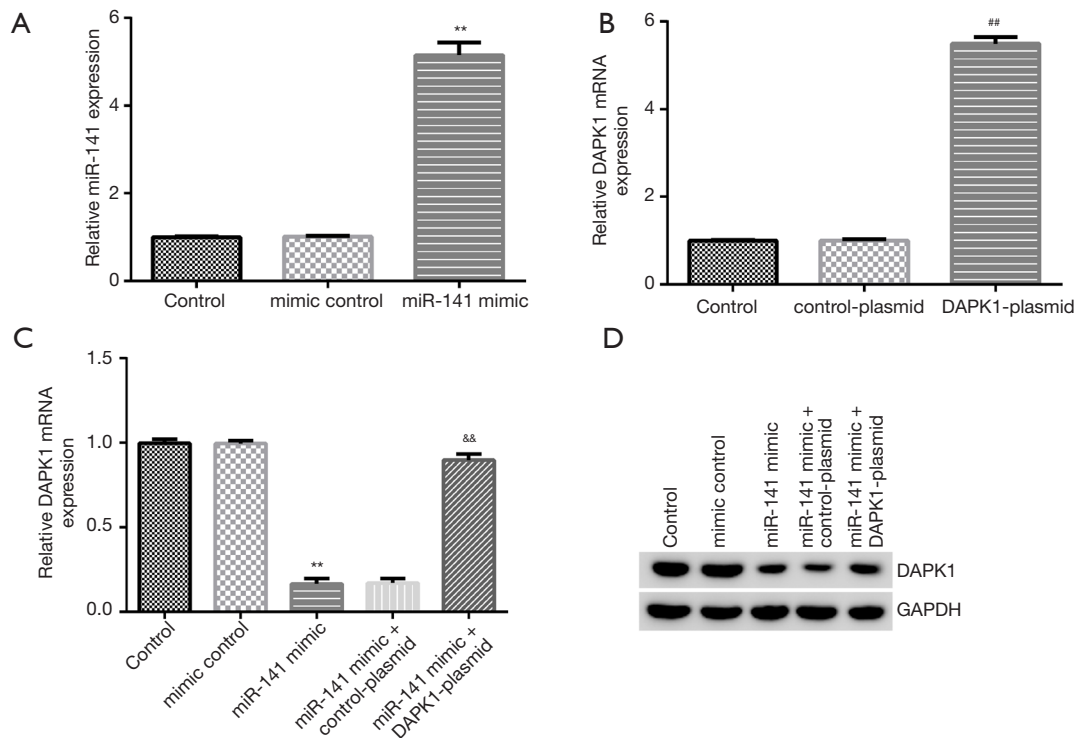 A
Relative miR-141 expression
8
6
4
2
0
**
Control
mimic control
miR-141 mimic
B
Relative DAPK1 mRNA
expression
6
4
2
0
##
Control
control-plasmid
DAPK1-plasmid
C
Relative DAPK1 mRNA
expression
1.5
1.0
0.5
0.0
**
&&
Control
mimic control
miR-141 mimic
miR-141 mimic +
control-plasmid
miR-141 mimic +
DAPK1-plasmid
D
Control
mimic control
miR-141 mimic
miR-141 mimic +
control-plasmid
miR-141 mimic +
DAPK1-plasmid
DAPK1
GAPDH